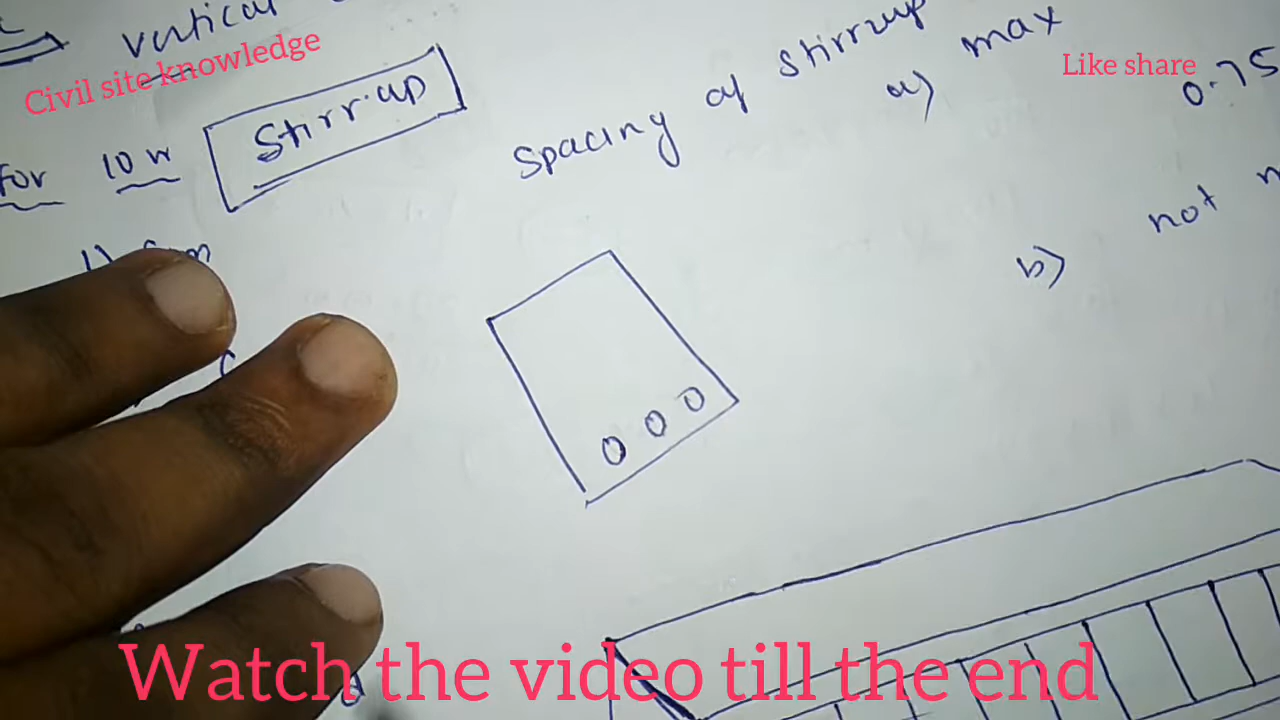 vertical
Civil site knowledge
Stirrup
for 10 w
Spacing of stirrup
a) max
Like share
0.75
b) not
1)
Watch the video till the end